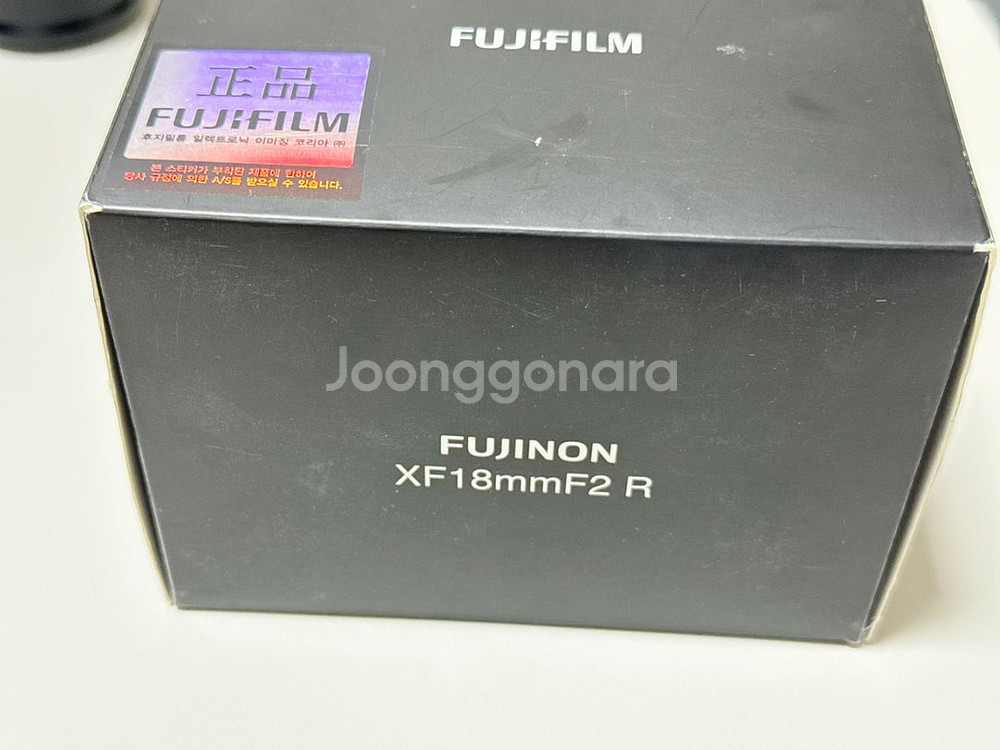 FUJIFILM
正品
FUJIFILM
후지필름 일렉트로닉 이미징 코리아 ㈜
본 스티커가 부착된 제품에 한하여
당사 규정에 의한 A/S를 받으실 수 있습니다.
Joonggonara
FUJINON
XF18mmF2 R